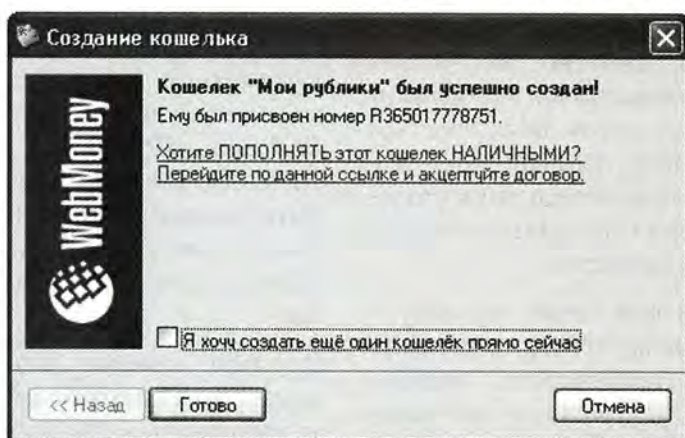 Создание кошелька
Кошелек "Мои рублики" был успешно создан!
Ему был присвоен номер R365017778751.
Хотите ПОПОЛНЯТЬ этот кошелек НАЛИЧНЫМИ?
Перейдите по данной ссылке и акцептуйте договор.
WebMoney
Я хочу создать ещё один кошелёк прямо сейчас
<< Назад
Готово
Отмена